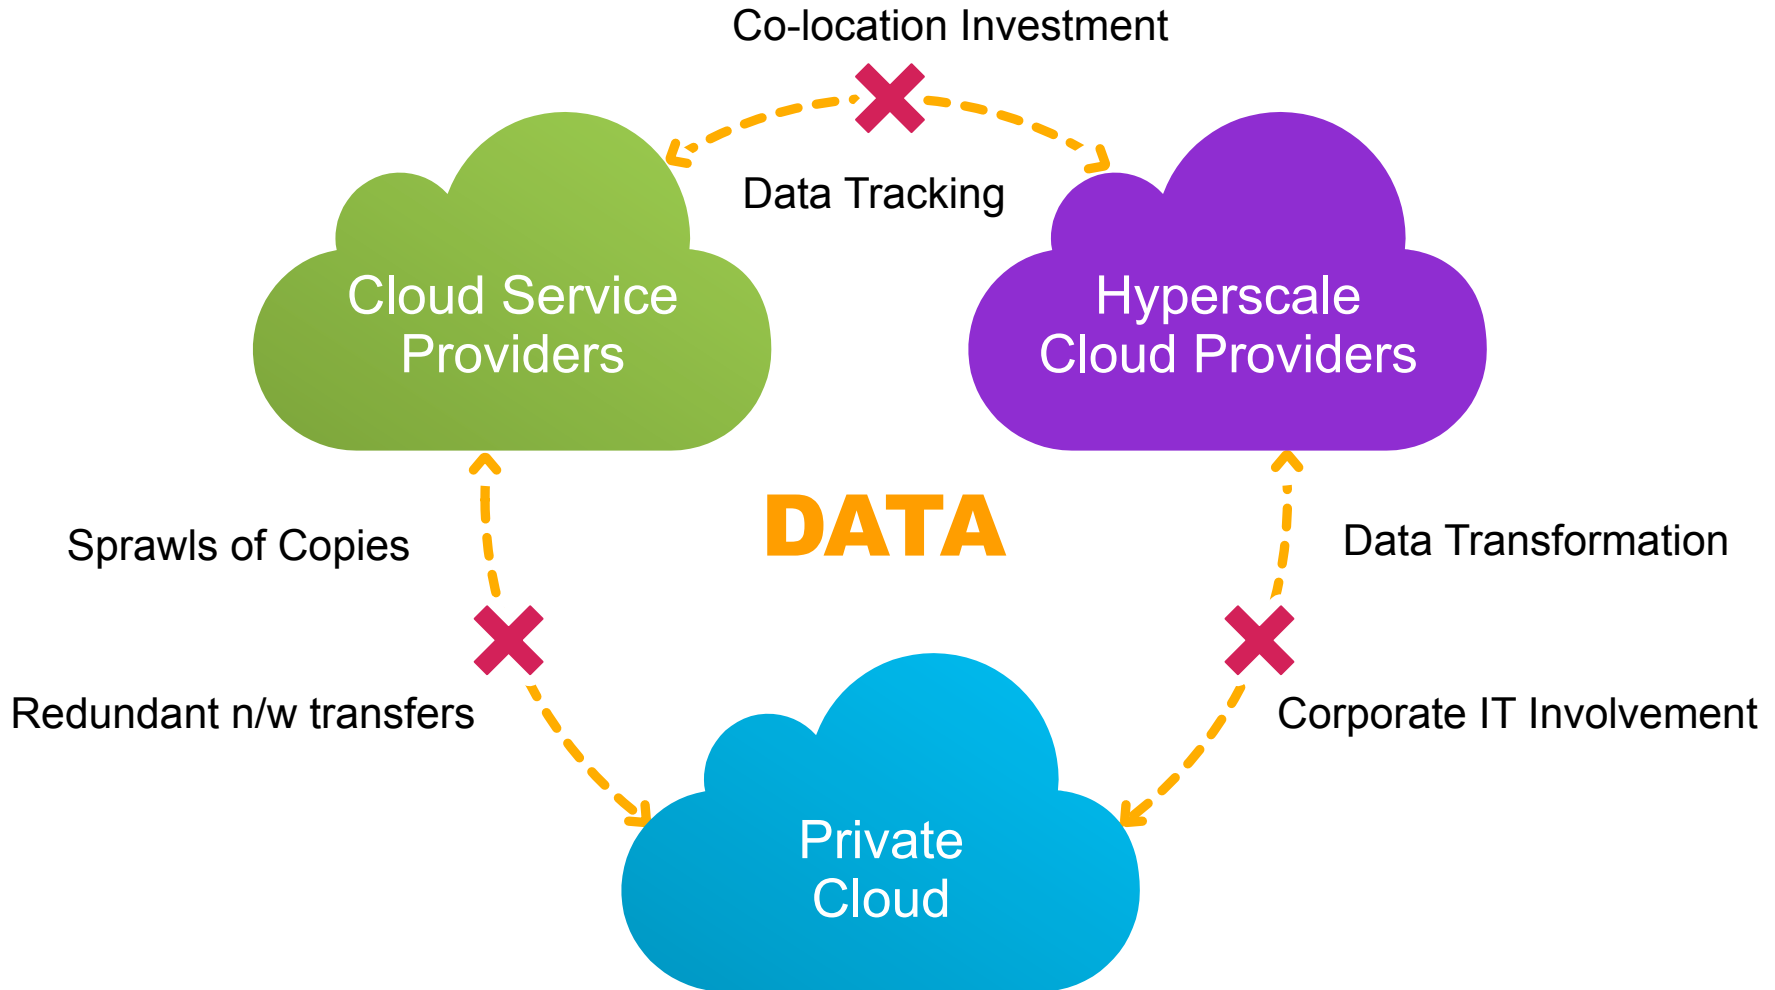 Co-location Investment
Data Tracking
Cloud Service
Providers
Hyperscale
Cloud Providers
DATA
Sprawls of Copies
Data Transformation
Redundant n/w transfers
Corporate IT Involvement
Private
Cloud